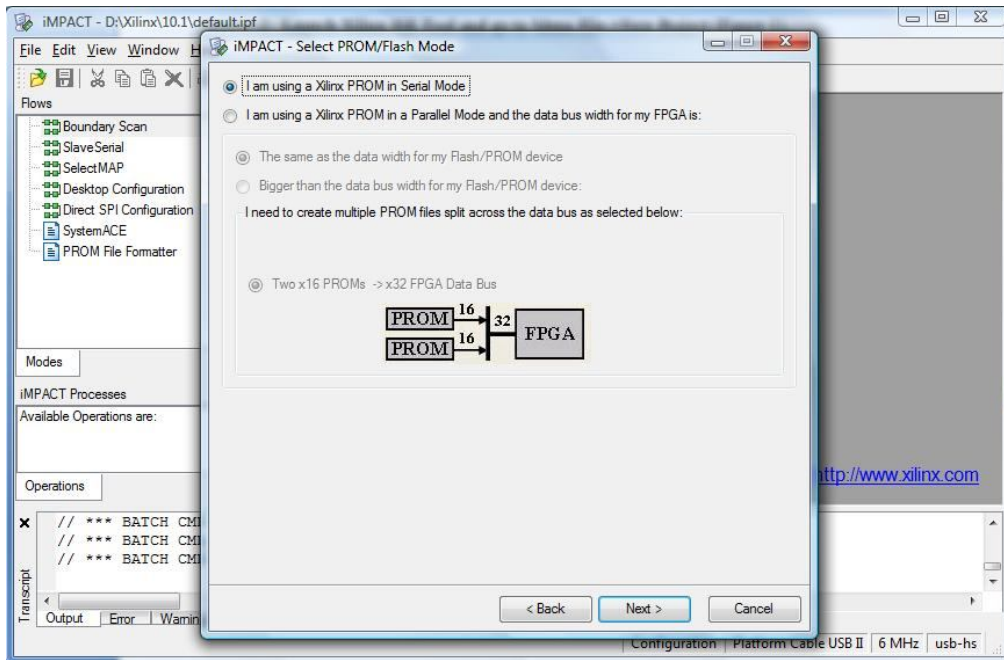 iMPACT - D:\Xilinx\10.1\default.ipf
File Edit View Window H
Flows
Boundary Scan
SlaveSerial
SelectMAP
Desktop Configuration
Direct SPI Configuration
SystemACE
PROM File Formatter
Modes
iMPACT Processes
Available Operations are:
Operations
iMPACT - Select PROM/Flash Mode
I am using a Xilinx PROM in Serial Mode
I am using a Xilinx PROM in a Parallel Mode and the data bus width for my FPGA is:
The same as the data width for my Flash/PROM device
Bigger than the data bus width for my Flash/PROM device:
I need to create multiple PROM files split across the data bus as selected below:
Two x16 PROMs -> x32 FPGA Data Bus
PROM 16 32 FPGA
PROM 16
< Back Next > Cancel
ttp://www.xilinx.com
// *** BATCH CMD
// *** BATCH CMD
// *** BATCH CMD
Transcript
Output Error Warnin
Configuration Platform Cable USB II 6 MHz usb-hs